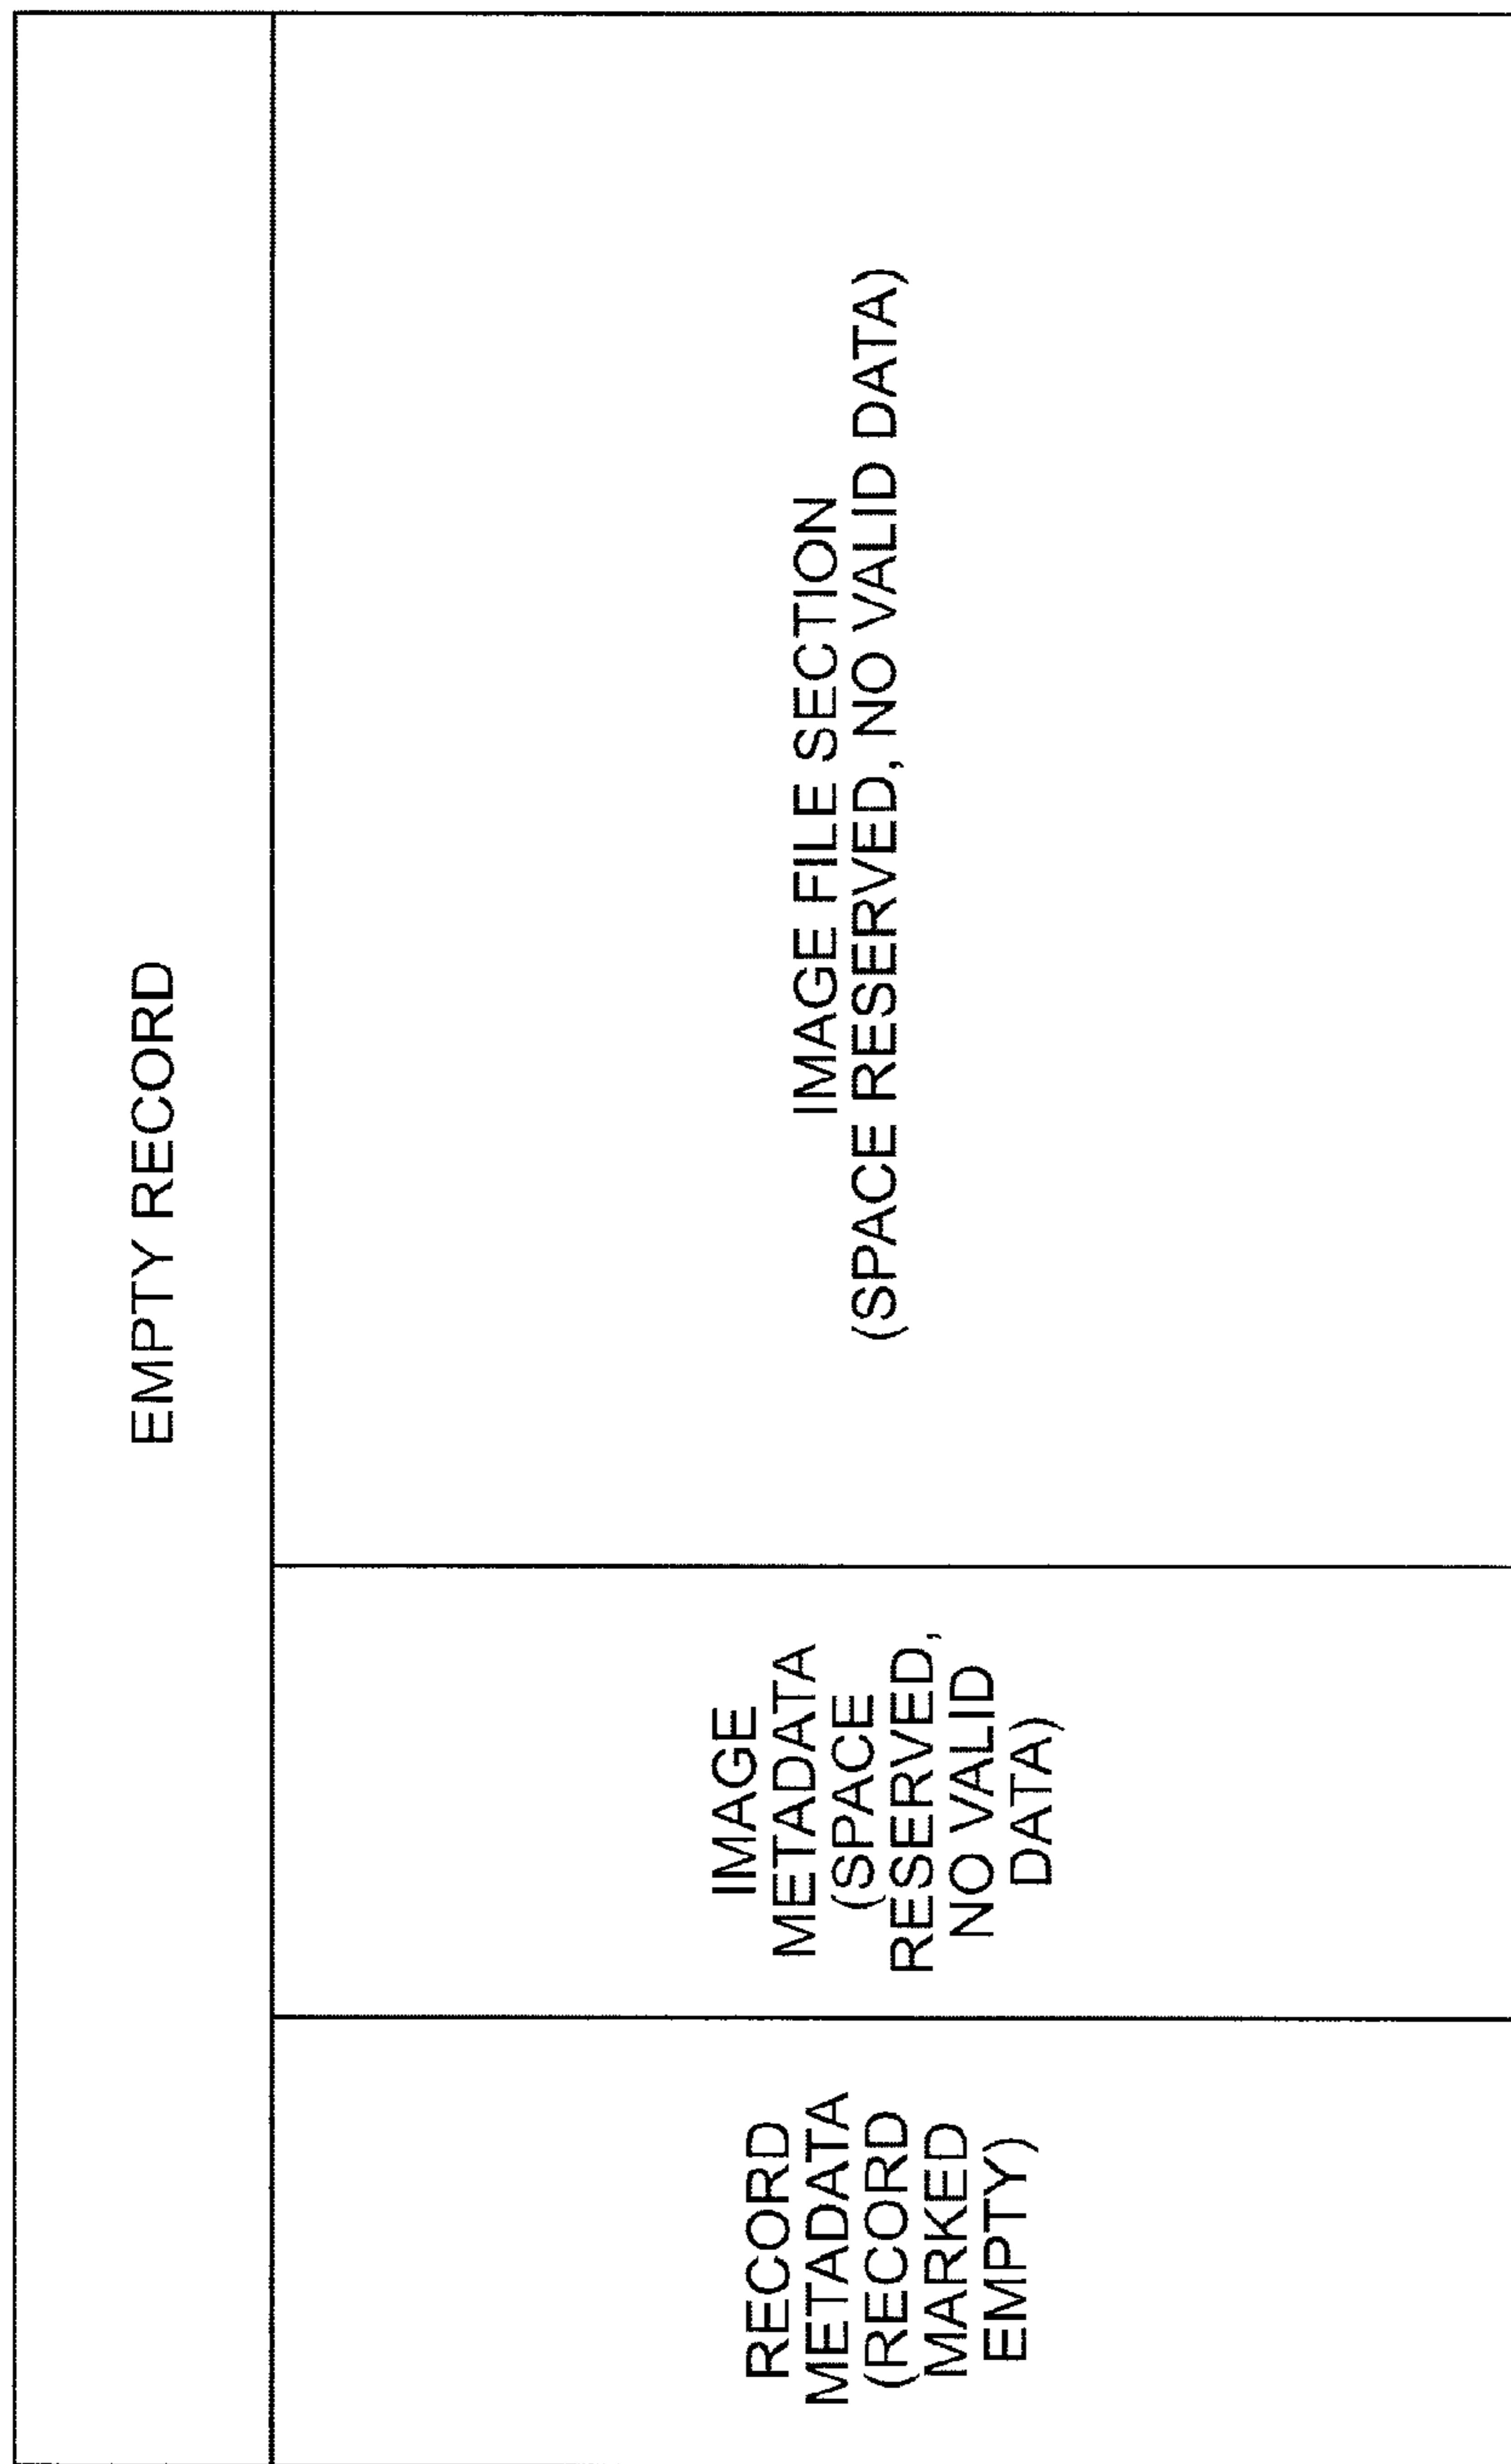 EMPTY RECORD
RECORD
METADATA
(RECORD
MARKED
EMPTY)
IMAGE
METADATA
(SPACE
RESERVED,
NO VALID
DATA)
IMAGE FILE SECTION
(SPACE RESERVED, NO VALID DATA)